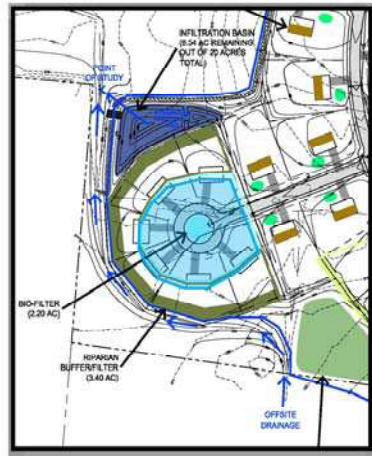 INFILTRATION BASIN
(6.54 AC REMAINING
OUT OF 20 ACRES
TOTAL)
POINT
OF STUDY
BIO-FILTER
(2.20 AC)
RIPARIAN
BUFFER/FILTER
(3.40 AC)
OFFSITE
DRAINAGE